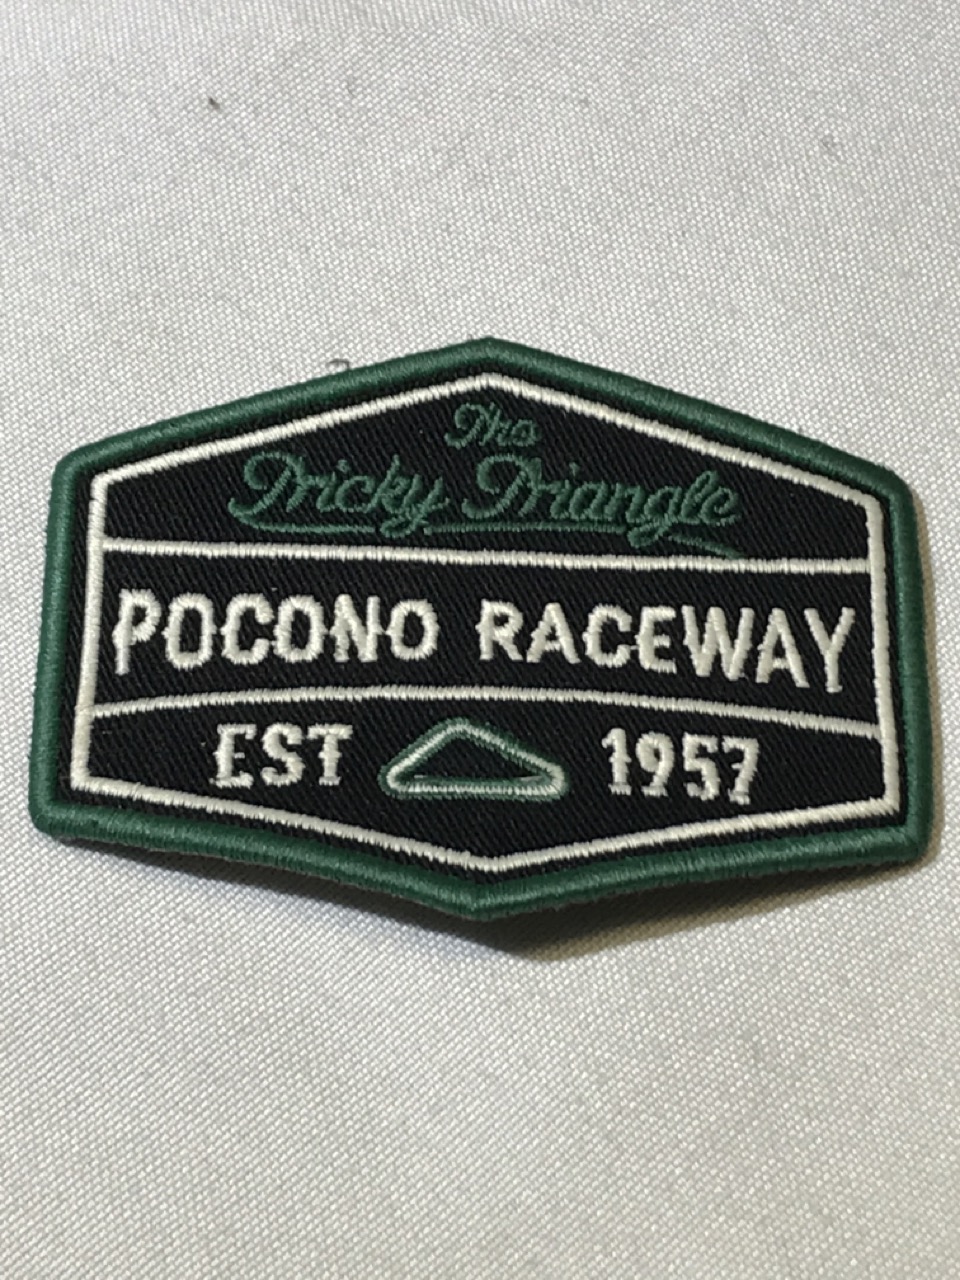 The
Tricky Triangle
POCONO RACEWAY
EST 1957